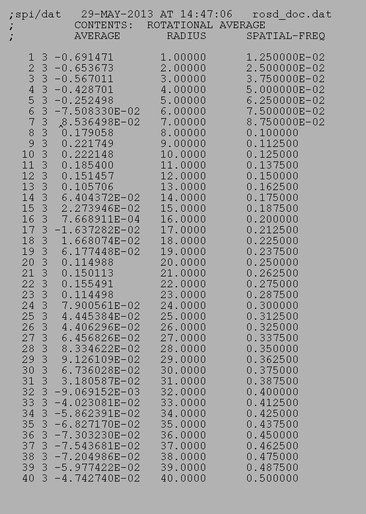 ;spi/dat 29-MAY-2013 AT 14:47:06 rosd_doc.dat
; CONTENTS: ROTATIONAL AVERAGE
; AVERAGE RADIUS SPATIAL-FREQ
1 3 -0.691471 1.00000 1.250000E-02
2 3 -0.653673 2.00000 2.500000E-02
3 3 -0.567011 3.00000 3.750000E-02
4 3 -0.428701 4.00000 5.000000E-02
5 3 -0.252498 5.00000 6.250000E-02
6 3 -7.508330E-02 6.00000 7.500000E-02
7 3 8.536498E-02 7.00000 8.750000E-02
8 3 0.179058 8.00000 0.100000
9 3 0.221749 9.00000 0.112500
10 3 0.222148 10.0000 0.125000
11 3 0.185400 11.0000 0.137500
12 3 0.151457 12.0000 0.150000
13 3 0.105706 13.0000 0.162500
14 3 6.404372E-02 14.0000 0.175000
15 3 2.273946E-02 15.0000 0.187500
16 3 7.668911E-04 16.0000 0.200000
17 3 -1.637282E-02 17.0000 0.212500
18 3 1.668074E-02 18.0000 0.225000
19 3 6.177448E-02 19.0000 0.237500
20 3 0.114988 20.0000 0.250000
21 3 0.150113 21.0000 0.262500
22 3 0.155491 22.0000 0.275000
23 3 0.114498 23.0000 0.287500
24 3 7.900561E-02 24.0000 0.300000
25 3 4.445384E-02 25.0000 0.312500
26 3 4.406296E-02 26.0000 0.325000
27 3 6.456826E-02 27.0000 0.337500
28 3 8.334622E-02 28.0000 0.350000
29 3 9.126109E-02 29.0000 0.362500
30 3 6.736028E-02 30.0000 0.375000
31 3 3.180587E-02 31.0000 0.387500
32 3 -9.069152E-03 32.0000 0.400000
33 3 -4.023081E-02 33.0000 0.412500
34 3 -5.862391E-02 34.0000 0.425000
35 3 -6.827170E-02 35.0000 0.437500
36 3 -7.303230E-02 36.0000 0.450000
37 3 -7.543681E-02 37.0000 0.462500
38 3 -7.204986E-02 38.0000 0.475000
39 3 -5.977422E-02 39.0000 0.487500
40 3 -4.742740E-02 40.0000 0.500000